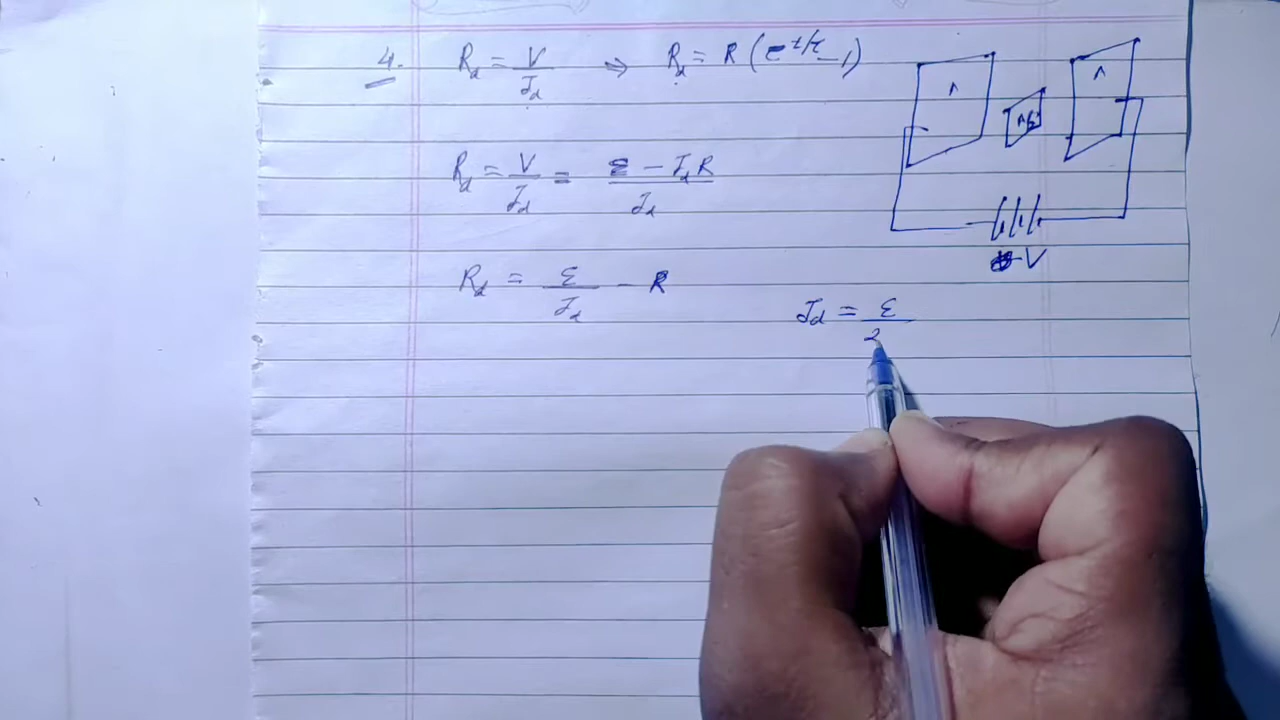 4. R_d = V/I_d ⇒ R_d = R (e^{t/τ} - 1)
R_d = V/I_d = ε - I_d R/I_d
R_d = ε/I_d - R
I_d = ε/2
V